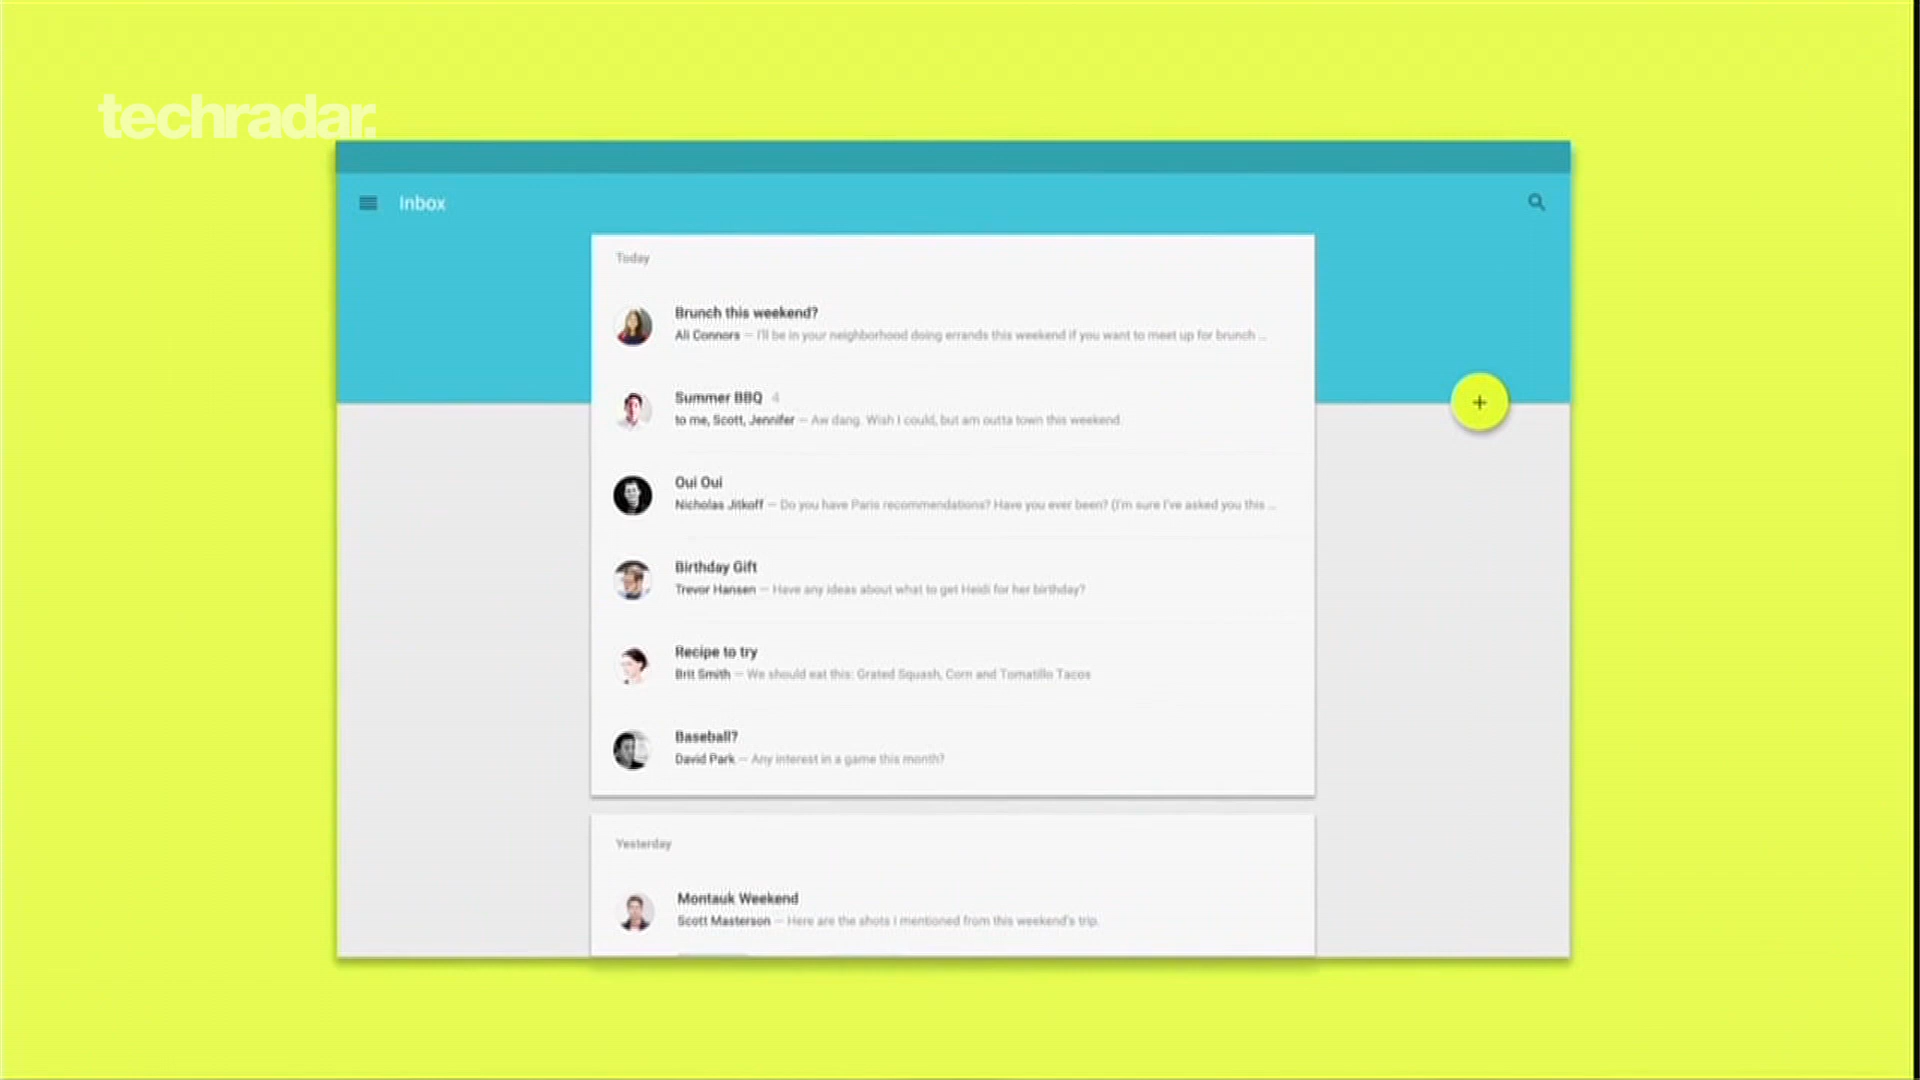 techradar.
Inbox
Today
Brunch this weekend?
Ali Connors — I'll be in your neighborhood doing errands this weekend if you want to meet up for brunch ...
Summer BBQ 4
to me, Scott, Jennifer — Aw dang. Wish I could, but am outta town this weekend.
Oui Oui
Nicholas Jitkoff — Do you have Paris recommendations? Have you ever been? (I'm sure I've asked you this ...
Birthday Gift
Trevor Hansen — Have any ideas about what to get Heidi for her birthday?
Recipe to try
Brit Smith — We should eat this: Grated Squash, Corn and Tomatillo Tacos
Baseball?
David Park — Any interest in a game this month?
Yesterday
Montauk Weekend
Scott Masterson — Here are the shots I mentioned from this weekend's trip.